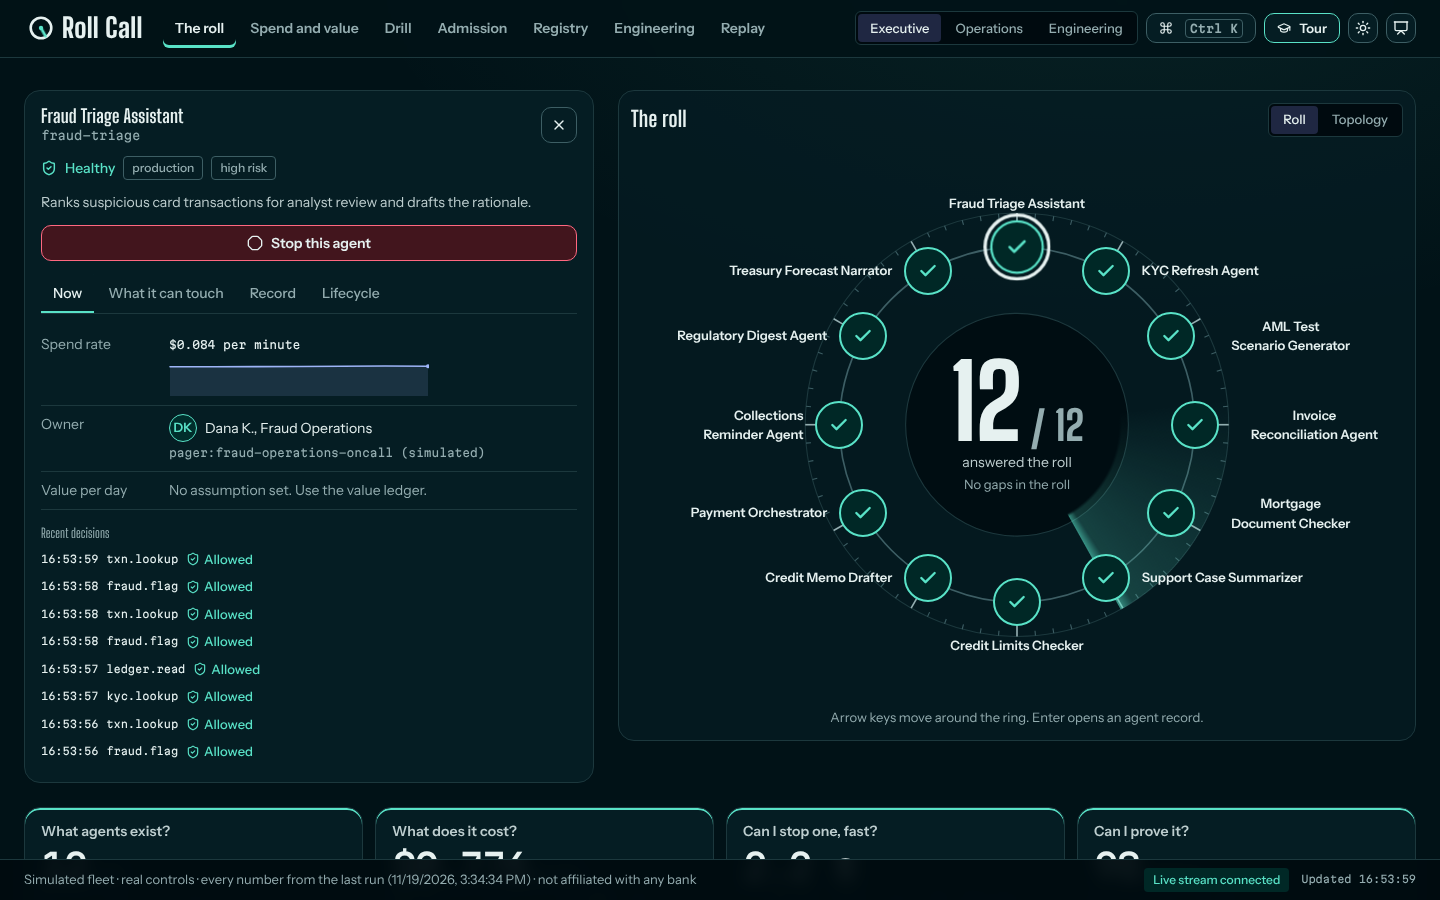 Roll Call
The roll
Spend and value
Drill
Admission
Registry
Engineering
Replay
Executive
Operations
Engineering
⌘ Ctrl K
Tour
Fraud Triage Assistant
fraud-triage
Healthy
production
high risk
Ranks suspicious card transactions for analyst review and drafts the rationale.
Stop this agent
Now
What it can touch
Record
Lifecycle
Spend rate
$0.084 per minute
Owner
DK
Dana K., Fraud Operations
pager:fraud-operations-oncall (simulated)
Value per day
No assumption set. Use the value ledger.
Recent decisions
16:53:59 txn.lookup Allowed
16:53:58 fraud.flag Allowed
16:53:58 txn.lookup Allowed
16:53:58 fraud.flag Allowed
16:53:57 ledger.read Allowed
16:53:57 kyc.lookup Allowed
16:53:56 txn.lookup Allowed
16:53:56 fraud.flag Allowed
The roll
Roll
Topology
Fraud Triage Assistant
Treasury Forecast Narrator
KYC Refresh Agent
Regulatory Digest Agent
AML Test
Scenario Generator
Collections
Reminder Agent
Invoice
Reconciliation Agent
12 / 12
answered the roll
No gaps in the roll
Payment Orchestrator
Mortgage
Document Checker
Credit Memo Drafter
Support Case Summarizer
Credit Limits Checker
Arrow keys move around the ring. Enter opens an agent record.
What agents exist?
What does it cost?
Can I stop one, fast?
Can I prove it?
Simulated fleet · real controls · every number from the last run (11/19/2026, 3:34:34 PM) · not affiliated with any bank
Live stream connected
Updated 16:53:59